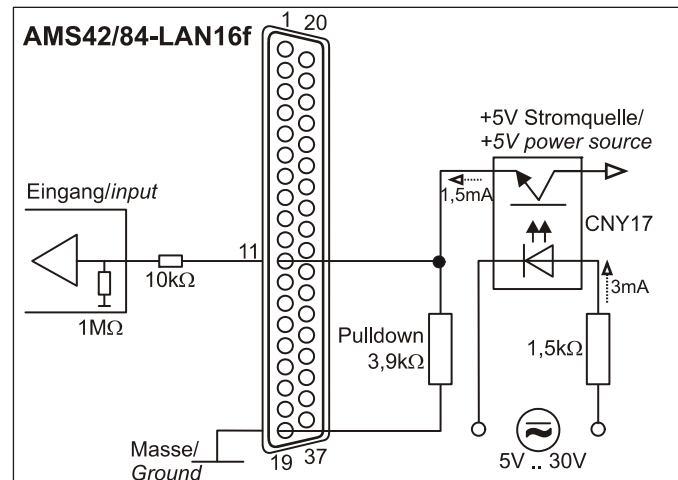 AMS42/84-LAN16f
1 20
+5V Stromquelle/
+5V power source
Eingang/input
1,5mA
CNY17
11
10kΩ
3mA
1MΩ
Pulldown
3,9kΩ
1,5kΩ
Masse/
Ground
19 37
5V .. 30V